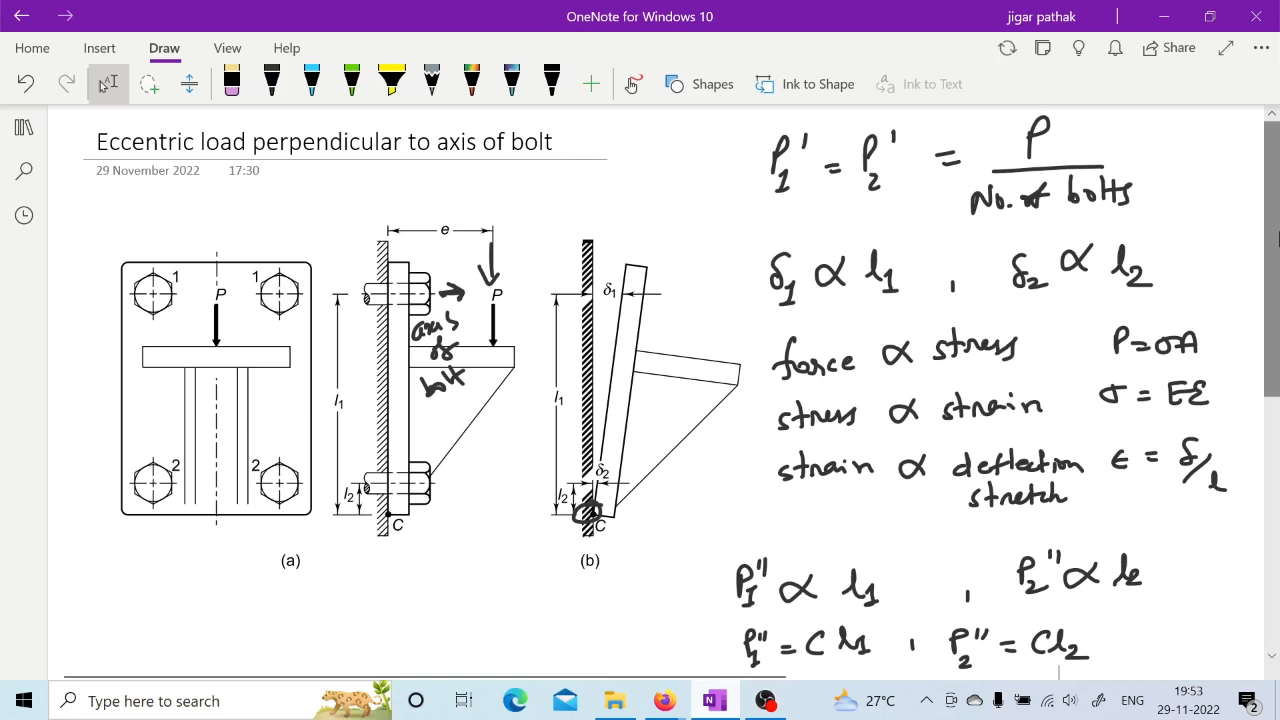 OneNote for Windows 10
jigar pathak
Home Insert Draw View Help
Share
Shapes
Ink to Shape
Ink to Text
Eccentric load perpendicular to axis of bolt
29 November 2022 17:30
1 1
P
2 2
(a)
e
P
axis
of
bolt
l₁
l₂
C
δ₁
l₁
δ₂
l₂
C
(b)
P₁' = P₂' = P / No. of bolts
δ₁ ∝ l₁ , δ₂ ∝ l₂
force ∝ stress P = σA
stress ∝ strain σ = Eε
strain ∝ deflection ε = δ/l
stretch
P₁'' ∝ l₁ , P₂'' ∝ l₂
P₁'' = C l₁ , P₂'' = Cl₂
Type here to search
27°C
ENG
19:53
29-11-2022
2